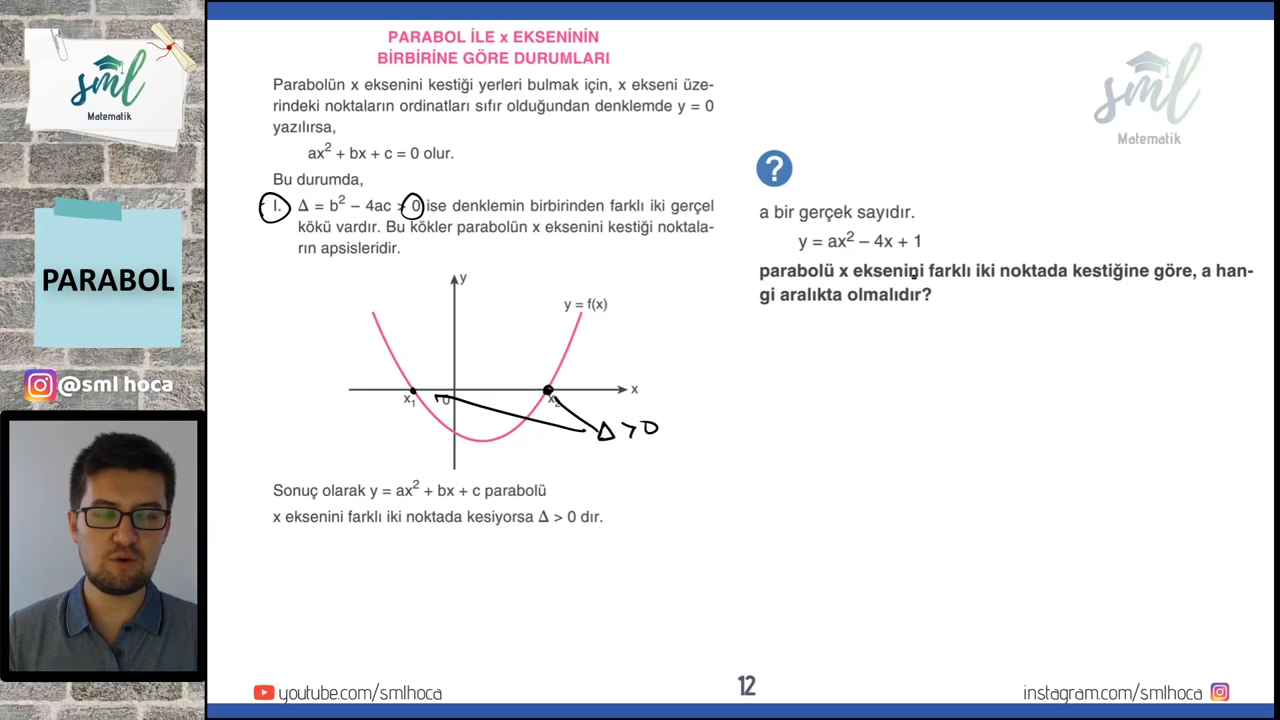 sml
Matematik
PARABOL
@sml hoca
PARABOL İLE x EKSENİNİN
BİRBİRİNE GÖRE DURUMLARI
Parabolün x eksenini kestiği yerleri bulmak için, x ekseni üze-
rindeki noktaların ordinatları sıfır olduğundan denklemde y = 0
yazılırsa,
ax² + bx + c = 0 olur.
Bu durumda,
I. Δ = b² – 4ac > 0 ise denklemin birbirinden farklı iki gerçel
kökü vardır. Bu kökler parabolün x eksenini kestiği noktala-
rın apsisleridir.
y
y = f(x)
x₁ 0 x₂ x
Δ > 0
Sonuç olarak y = ax² + bx + c parabolü
x eksenini farklı iki noktada kesiyorsa Δ > 0 dır.
sml
Matematik
?
a bir gerçek sayıdır.
y = ax² – 4x + 1
parabolü x eksenini farklı iki noktada kestiğine göre, a han-
gi aralıkta olmalıdır?
youtube.com/smlhoca
12
instagram.com/smlhoca